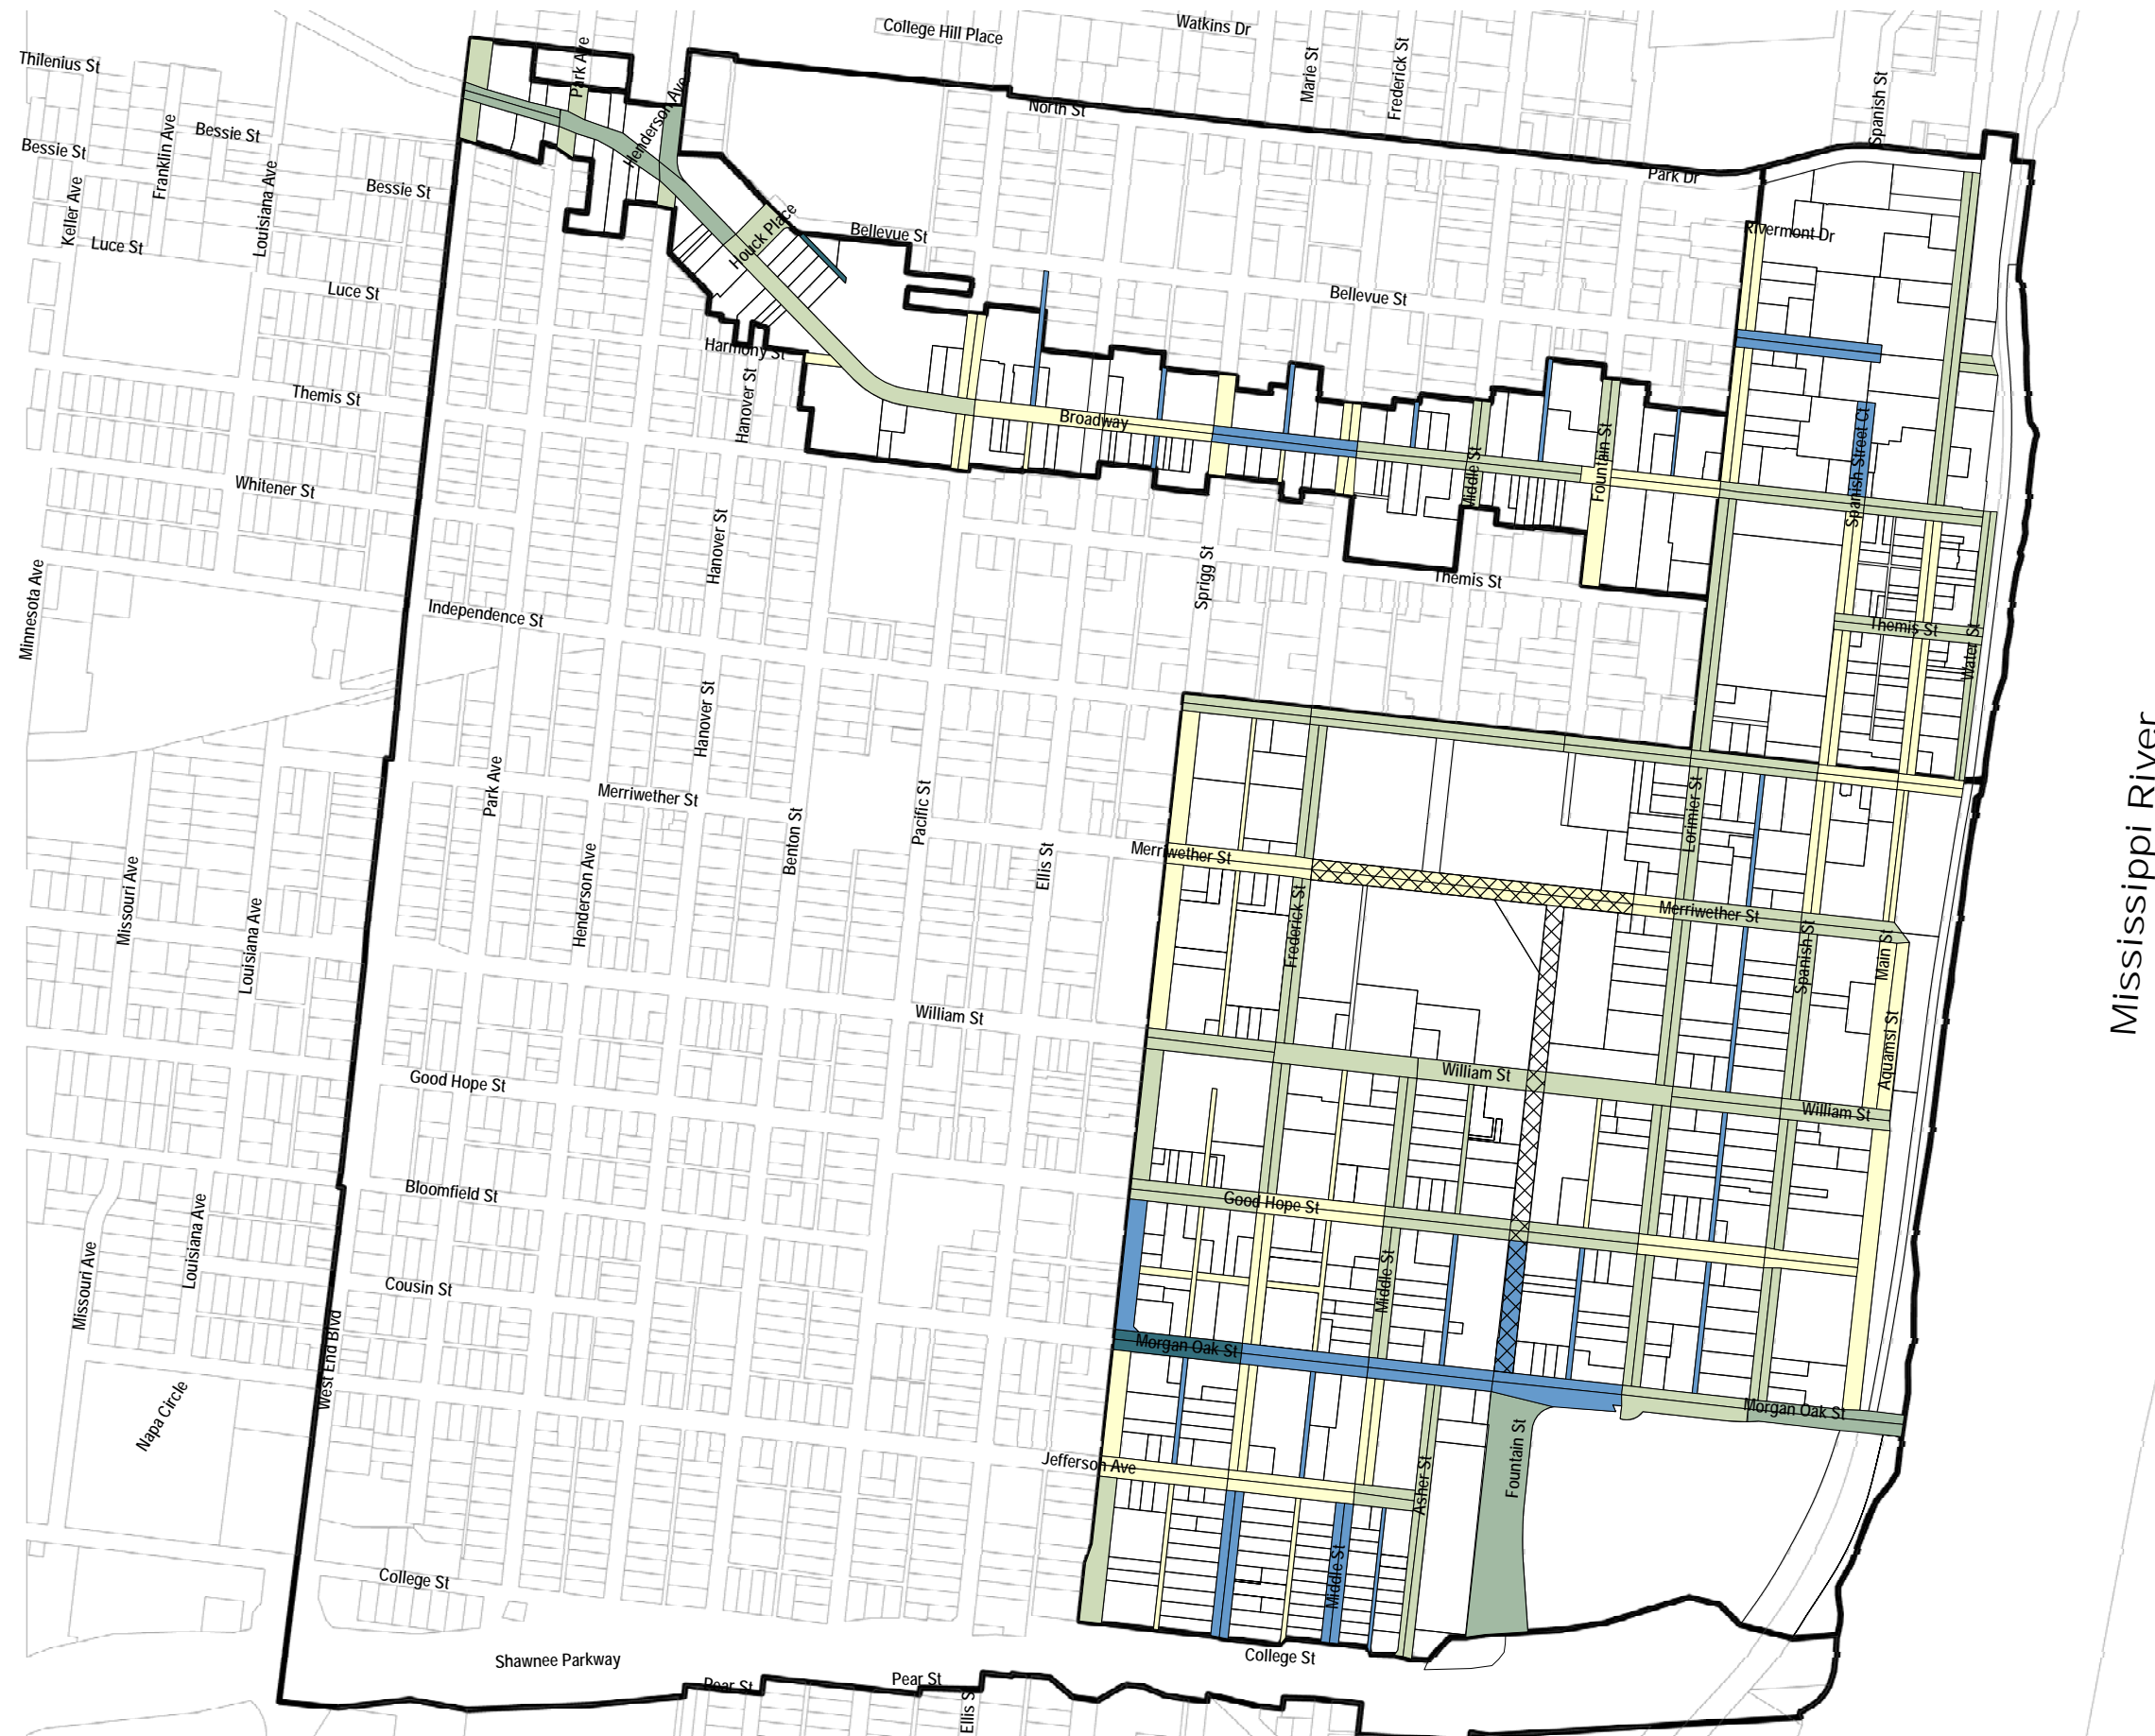 College Hill Place
Watkins Dr
Thilenius St
Park Ave
Marie St
Frederick St
Spanish St
North St
Henderson Ave
Bessie St
Bessie St
Franklin Ave
Bessie St
Park Dr
Keller Ave
Louisiana Ave
Luce St
Houck Place
Bellevue St
Rivermont Dr
Luce St
Bellevue St
Harmony St
Themis St
Hanover St
Broadway
Middle St
Fountain St
Spanish Street Ct
Whitener St
Hanover St
Sprigg St
Themis St
Minnesota Ave
Independence St
Themis St
Water St
Hanover St
Park Ave
Merriwether St
Benton St
Pacific St
Ellis St
Merriwether St
Lorimier St
Mississippi River
Missouri Ave
Louisiana Ave
Henderson Ave
Frederick St
Merriwether St
Spanish St
Main St
William St
Aquamsi St
Good Hope St
William St
William St
Bloomfield St
Good Hope St
Missouri Ave
Louisiana Ave
Cousin St
Middle St
West End Blvd
Morgan Oak St
Napa Circle
Morgan Oak St
Jefferson Ave
Asher St
Fountain St
College St
Middle St
Shawnee Parkway
College St
Pear St
Pear St
Ellis S